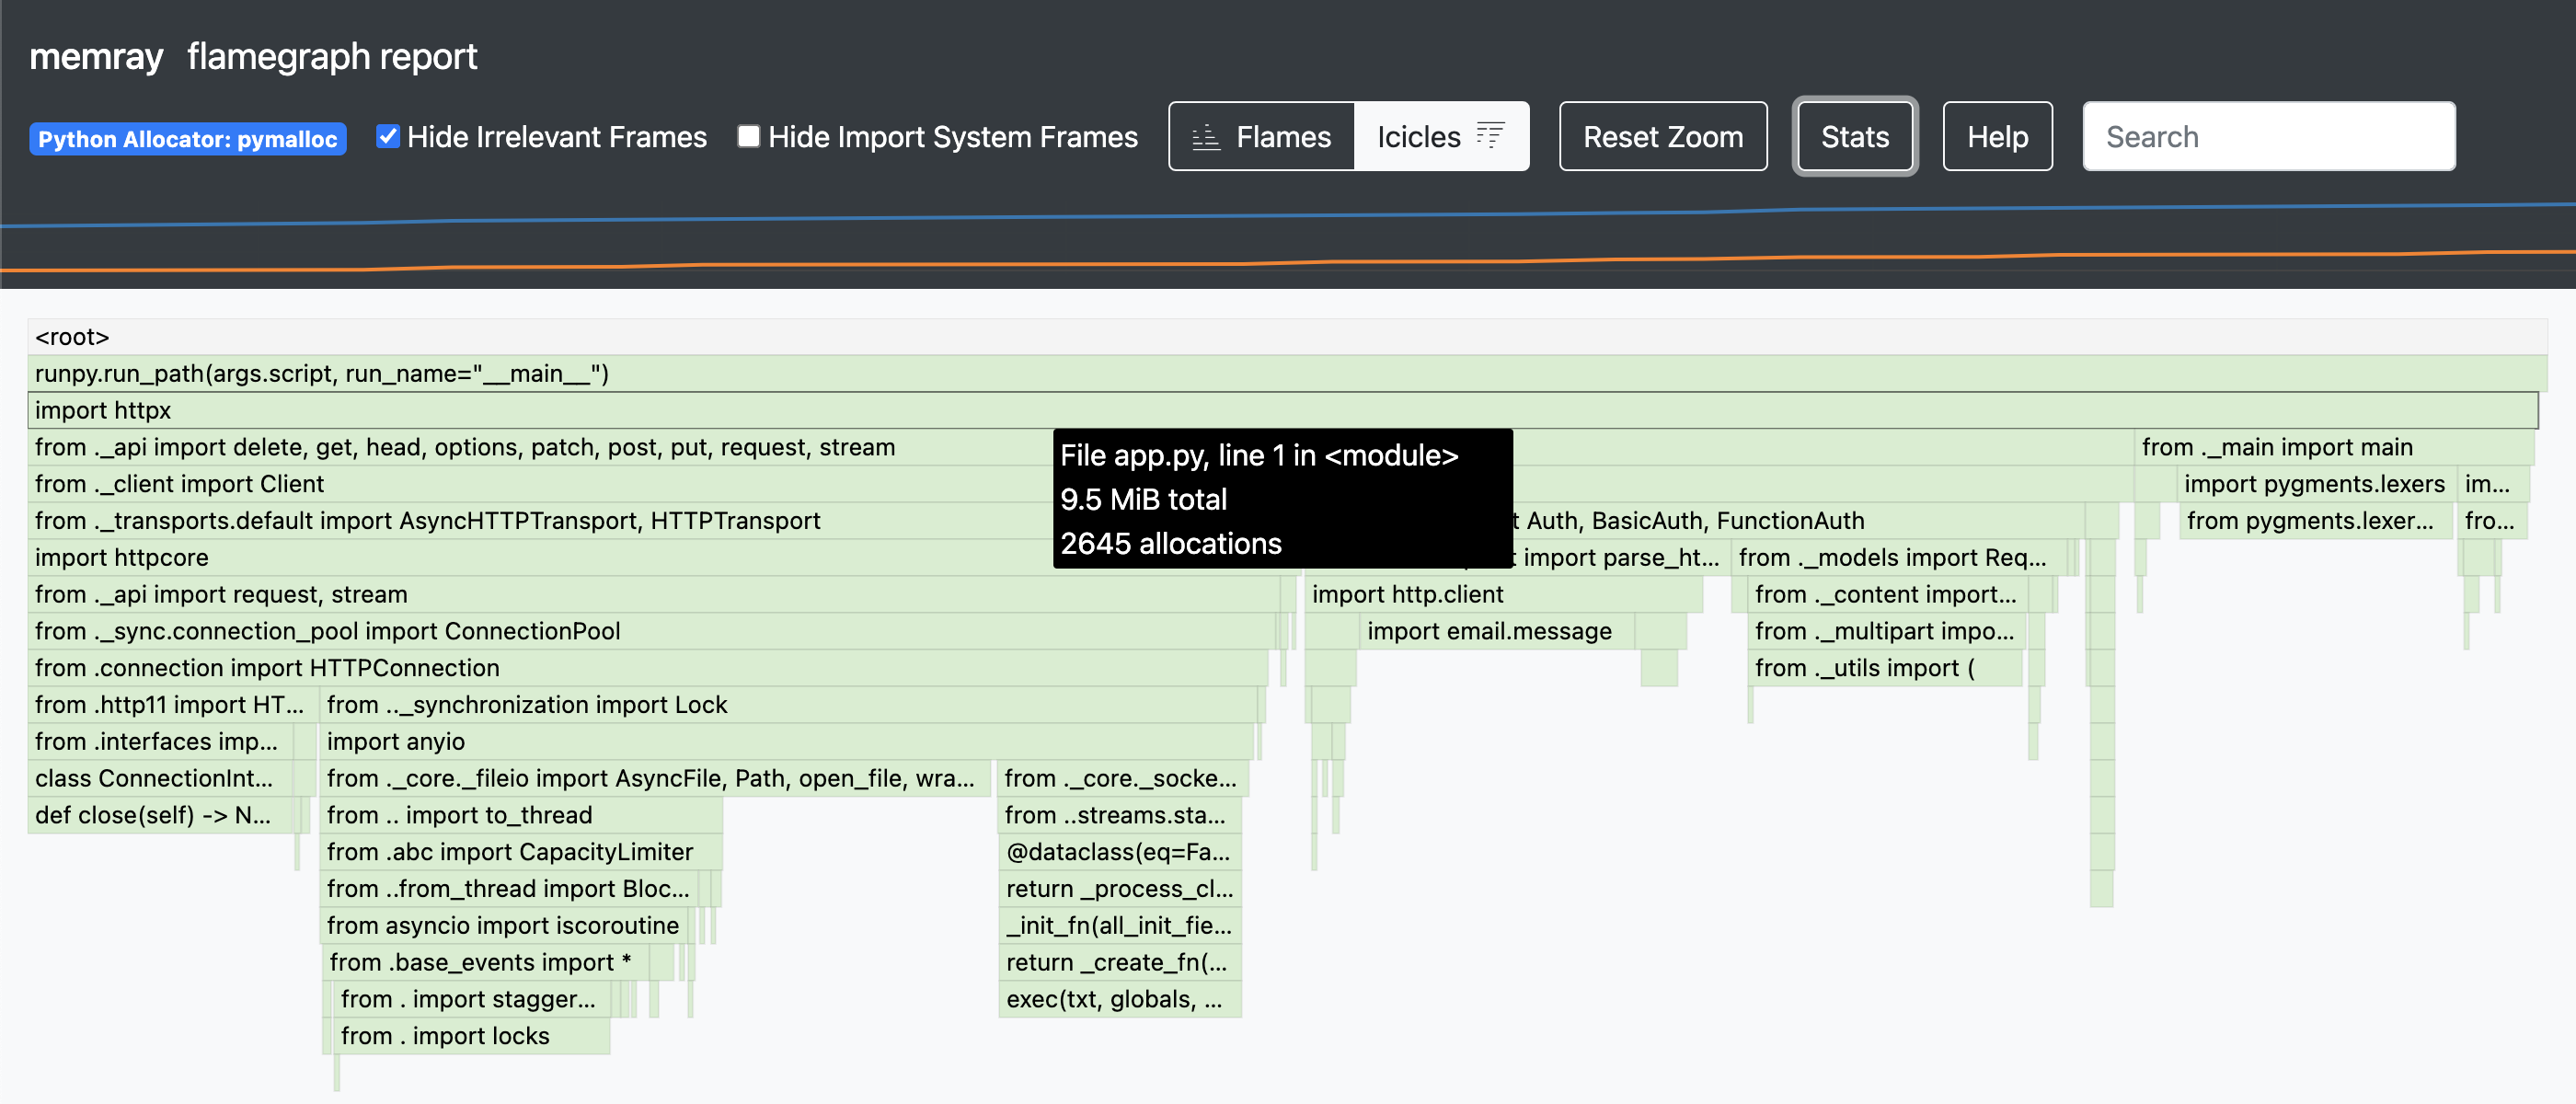 memray flamegraph report
Python Allocator: pymalloc Hide Irrelevant Frames Hide Import System Frames Flames Icicles Reset Zoom Stats Help Search
<root>
runpy.run_path(args.script, run_name="__main__")
import httpx
from ._api import delete, get, head, options, patch, post, put, request, stream
from ._main import main
File app.py, line 1 in <module>
9.5 MiB total
2645 allocations
from ._client import Client
import pygments.lexers
im...
from ._transports.default import AsyncHTTPTransport, HTTPTransport
t Auth, BasicAuth, FunctionAuth
from pygments.lexer...
fro...
import httpcore
import parse_ht...
from ._models import Req...
from ._api import request, stream
import http.client
from ._content import...
from ._sync.connection_pool import ConnectionPool
import email.message
from ._multipart impo...
from .connection import HTTPConnection
from ._utils import (
from .http11 import HT...
from .._synchronization import Lock
from .interfaces imp...
import anyio
class ConnectionInt...
from ._core._fileio import AsyncFile, Path, open_file, wra...
from ._core._socke...
def close(self) -> N...
from .. import to_thread
from ..streams.sta...
from .abc import CapacityLimiter
@dataclass(eq=Fa...
from ..from_thread import Bloc...
return _process_cl...
from asyncio import iscoroutine
_init_fn(all_init_fie...
from .base_events import *
return _create_fn(...
from . import stagger...
exec(txt, globals, ...
from . import locks